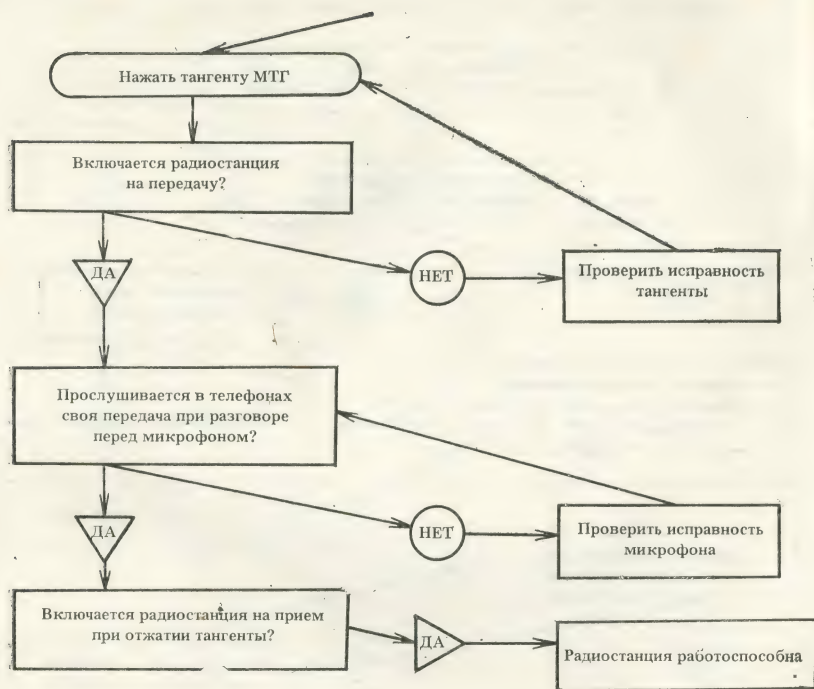 Нажать тангенту МТГ
Включается радиостанция
на передачу?
ДА
НЕТ
Проверить исправность
тангенты
Прослушивается в телефонах
своя передача при разговоре
перед микрофоном?
ДА
НЕТ
Проверить исправность
микрофона
Включается радиостанция на прием
при отжатии тангенты?
ДА
Радиостанция работоспособна